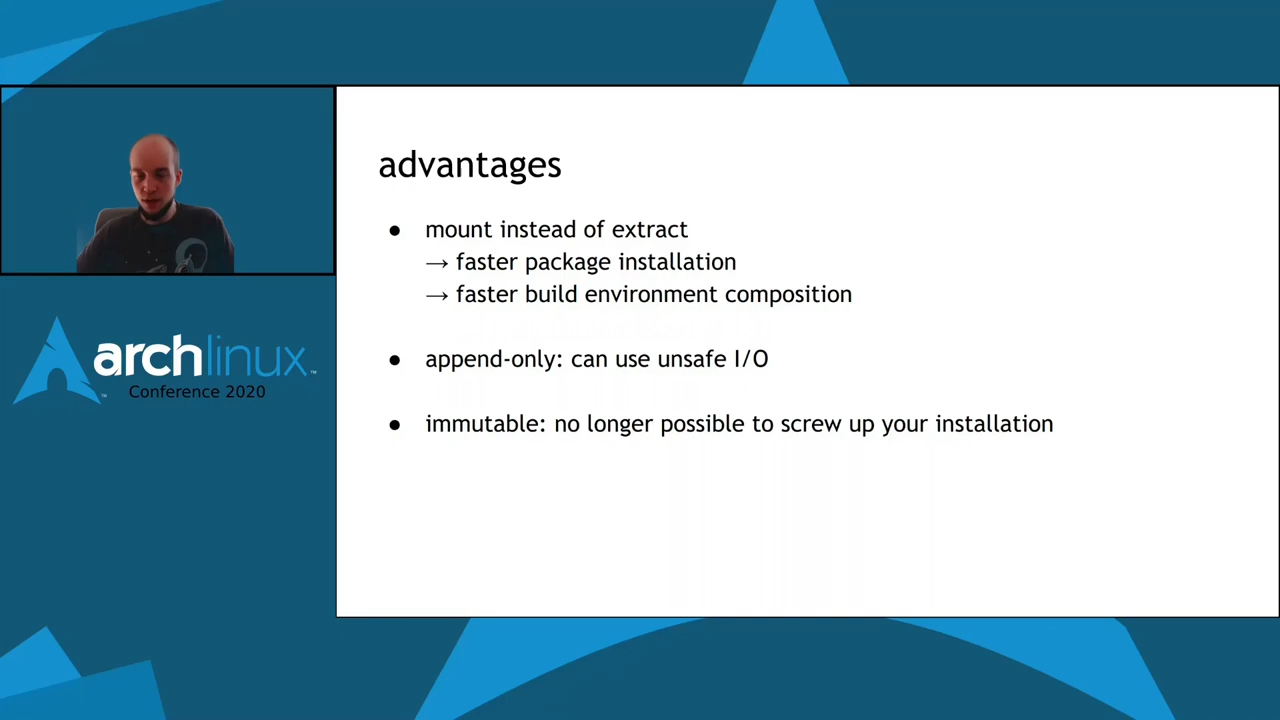 advantages
● mount instead of extract
→ faster package installation
→ faster build environment composition
● append-only: can use unsafe I/O
● immutable: no longer possible to screw up your installation
archlinux™
Conference 2020